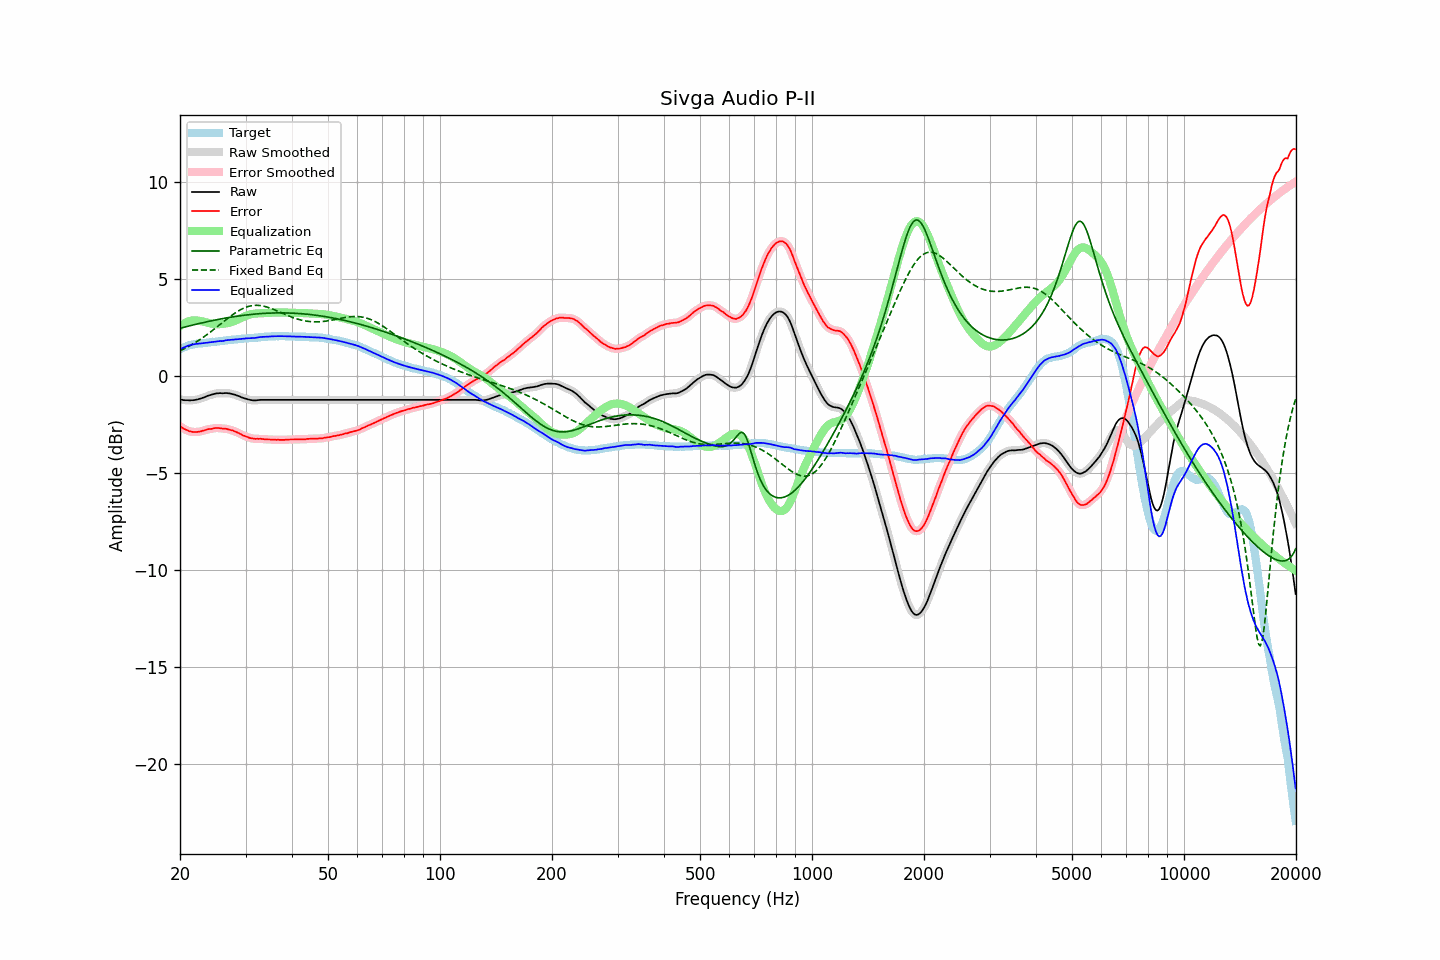 Sivga Audio P-II
Target
Raw Smoothed
Error Smoothed
Raw
Error
Equalization
Parametric Eq
Fixed Band Eq
Equalized
10
5
0
−5
−10
−15
−20
Amplitude (dBr)
20 50 100 200 500 1000 2000 5000 10000 20000
Frequency (Hz)